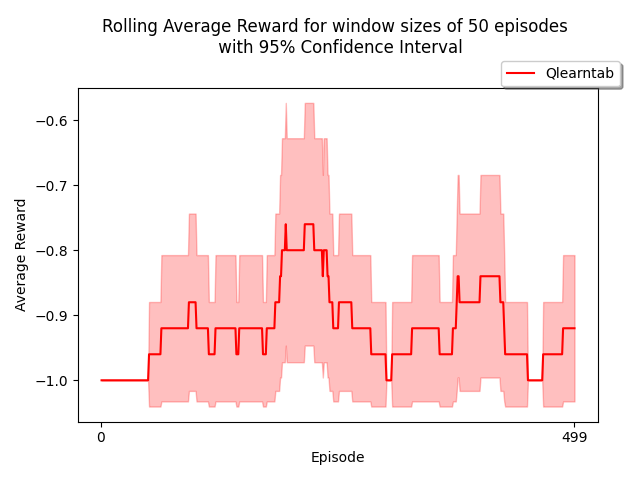 Rolling Average Reward for window sizes of 50 episodes
with 95% Confidence Interval
Qlearntab
−0.6
−0.7
−0.8
−0.9
−1.0
Average Reward
0
499
Episode